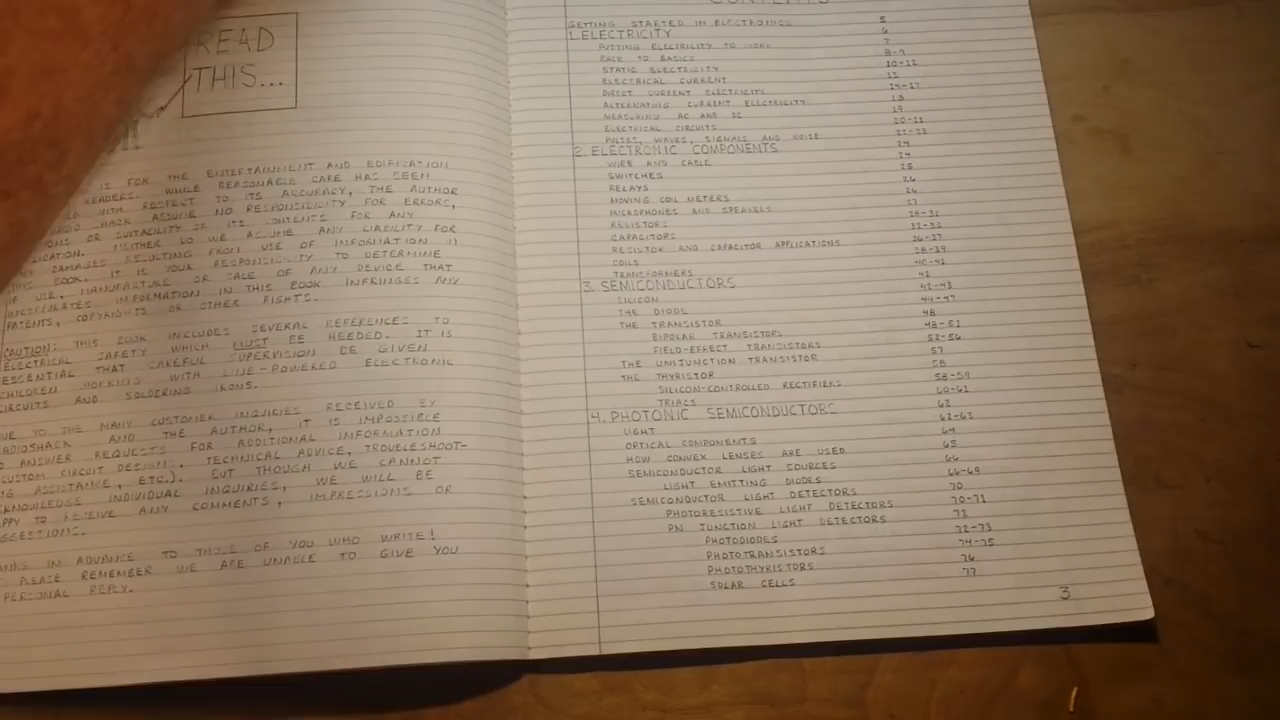 READ
THIS...
IS FOR THE ENTERTAINMENT AND EDIFICATION
READERS. WHILE REASONABLE CARE HAS BEEN
WITH RESPECT TO ITS ACCURACY, THE AUTHOR
HACK ASSUME NO RESPONSIBILITY FOR ERRORS,
OR SUITABILITY OF ITS CONTENTS FOR ANY
NEITHER DO WE ASSUME ANY LIABILITY FOR
DAMAGES RESULTING FROM USE OF INFORMATION IN
THIS BOOK. IT IS YOUR RESPONSIBILITY TO DETERMINE
IF USE, MANUFACTURE OR SALE OF ANY DEVICE THAT
INCORPORATES INFORMATION IN THIS BOOK INFRINGES ANY
PATENTS, COPYRIGHTS OR OTHER RIGHTS.
CAUTION: THIS BOOK INCLUDES SEVERAL REFERENCES TO
ELECTRICAL SAFETY WHICH MUST BE HEEDED. IT IS
ESSENTIAL THAT CAREFUL SUPERVISION BE GIVEN
CHILDREN WORKING WITH LINE-POWERED ELECTRONIC
CIRCUITS AND SOLDERING IRONS.
TO THE MANY CUSTOMER INQUIRIES RECEIVED BY
RADIOSHACK AND THE AUTHOR, IT IS IMPOSSIBLE
ANSWER REQUESTS FOR ADDITIONAL INFORMATION
CUSTOM CIRCUIT DESIGN, TECHNICAL ADVICE, TROUBLESHOOT-
ASSISTANCE, ETC.). BUT THOUGH WE CANNOT
INDIVIDUAL INQUIRIES, WE WILL BE
TO RECEIVE ANY COMMENTS, IMPRESSIONS OR
IN ADVANCE TO THOSE OF YOU WHO WRITE!
PLEASE REMEMBER WE ARE UNABLE TO GIVE YOU
PERSONAL REPLY.
CONTENTS
GETTING STARTED IN ELECTRONICS 5
1. ELECTRICITY 6
PUTTING ELECTRICITY TO WORK 7
BACK TO BASICS 8-9
STATIC ELECTRICITY 10-12
ELECTRICAL CURRENT 12
DIRECT CURRENT ELECTRICITY 14-17
ALTERNATING CURRENT ELECTRICITY 18
MEASURING AC AND DC 19
ELECTRICAL CIRCUITS 20-21
PULSES, WAVES, SIGNALS AND NOISE 22-23
2. ELECTRONIC COMPONENTS 24
WIRE AND CABLE 24
SWITCHES 25
RELAYS 26
MOVING COIL METERS 26
MICROPHONES AND SPEAKERS 27
RESISTORS 28-31
CAPACITORS 32-35
RESISTOR AND CAPACITOR APPLICATIONS 36-37
COILS 38-39
TRANSFORMERS 40-41
3. SEMICONDUCTORS 42
SILICON 42-43
THE DIODE 44-47
THE TRANSISTOR 48
BIPOLAR TRANSISTORS 48-51
FIELD-EFFECT TRANSISTORS 52-56
THE UNIJUNCTION TRANSISTOR 57
THE THYRISTOR 58
SILICON-CONTROLLED RECTIFIERS 58-59
TRIACS 60-61
4. PHOTONIC SEMICONDUCTORS 62
LIGHT 62-63
OPTICAL COMPONENTS 64
HOW CONVEX LENSES ARE USED 65
SEMICONDUCTOR LIGHT SOURCES 66
LIGHT EMITTING DIODES 66-69
SEMICONDUCTOR LIGHT DETECTORS 70
PHOTORESISTIVE LIGHT DETECTORS 70-71
PN JUNCTION LIGHT DETECTORS 72
PHOTODIODES 72-73
PHOTOTRANSISTORS 74-75
PHOTOTHYRISTORS 76
SOLAR CELLS 77
3